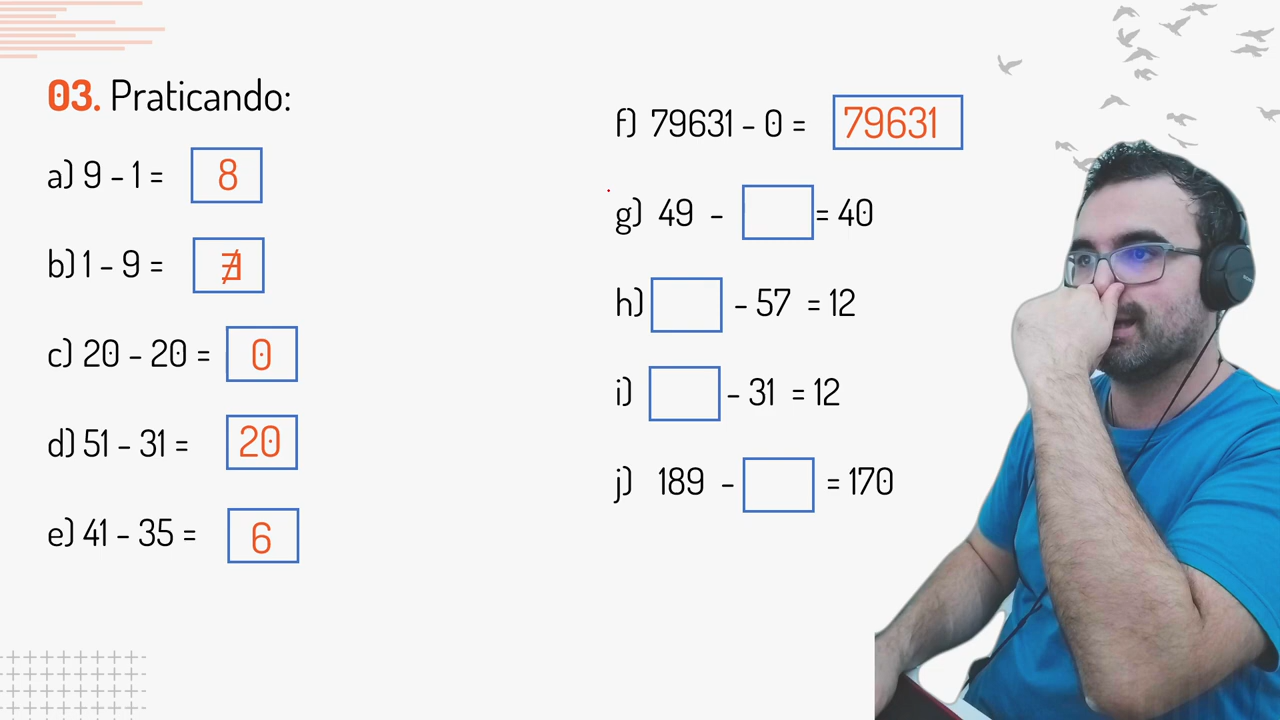 03. Praticando:
a) 9 - 1 = 8
b) 1 - 9 = ∄
c) 20 - 20 = 0
d) 51 - 31 = 20
e) 41 - 35 = 6
f) 79631 - 0 = 79631
g) 49 - = 40
h) - 57 = 12
i) - 31 = 12
j) 189 - = 170